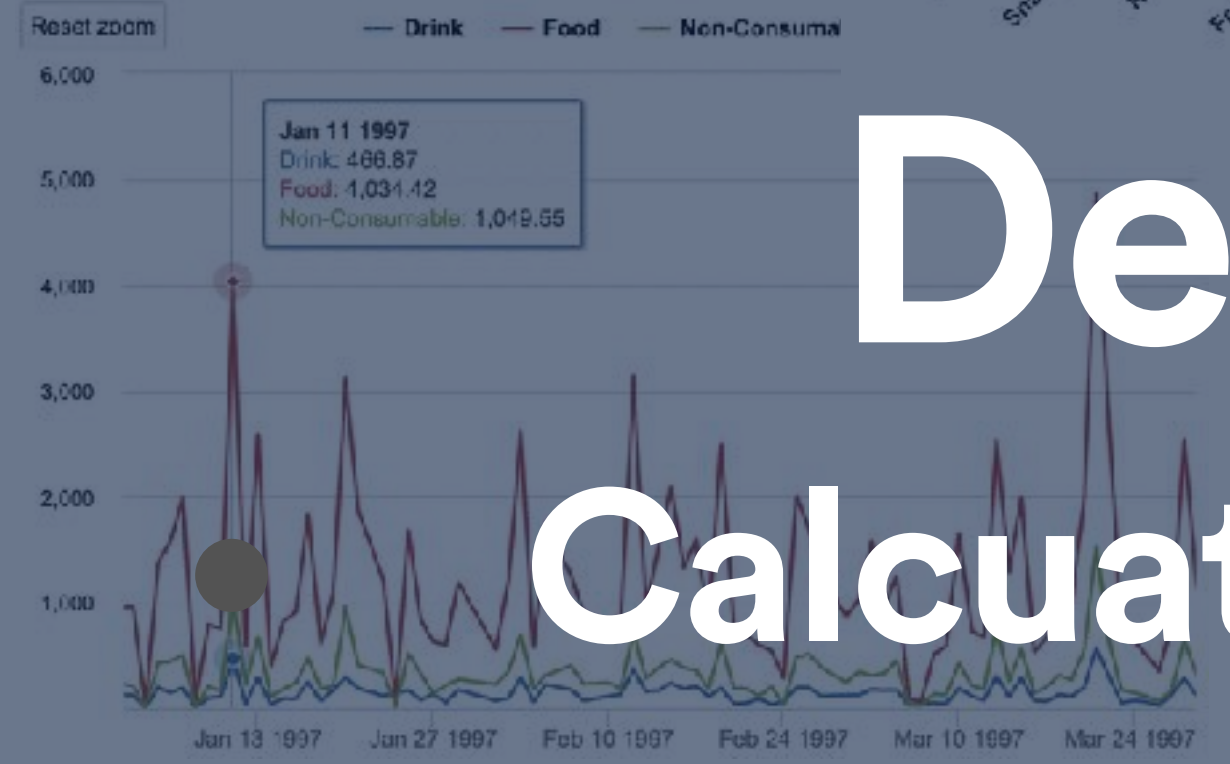 Reset zoom
Drink Food Non-Consuma
6,000
Jan 11 1997
Drink: 466.87
Food: 4,034.42
Non-Consumable: 1,049.55
De
5,000
4,000
3,000
2,000
Calcuat
1,000
Jan 13 1997 Jan 27 1997 Feb 10 1997 Feb 24 1997 Mar 10 1997 Mar 24 1997